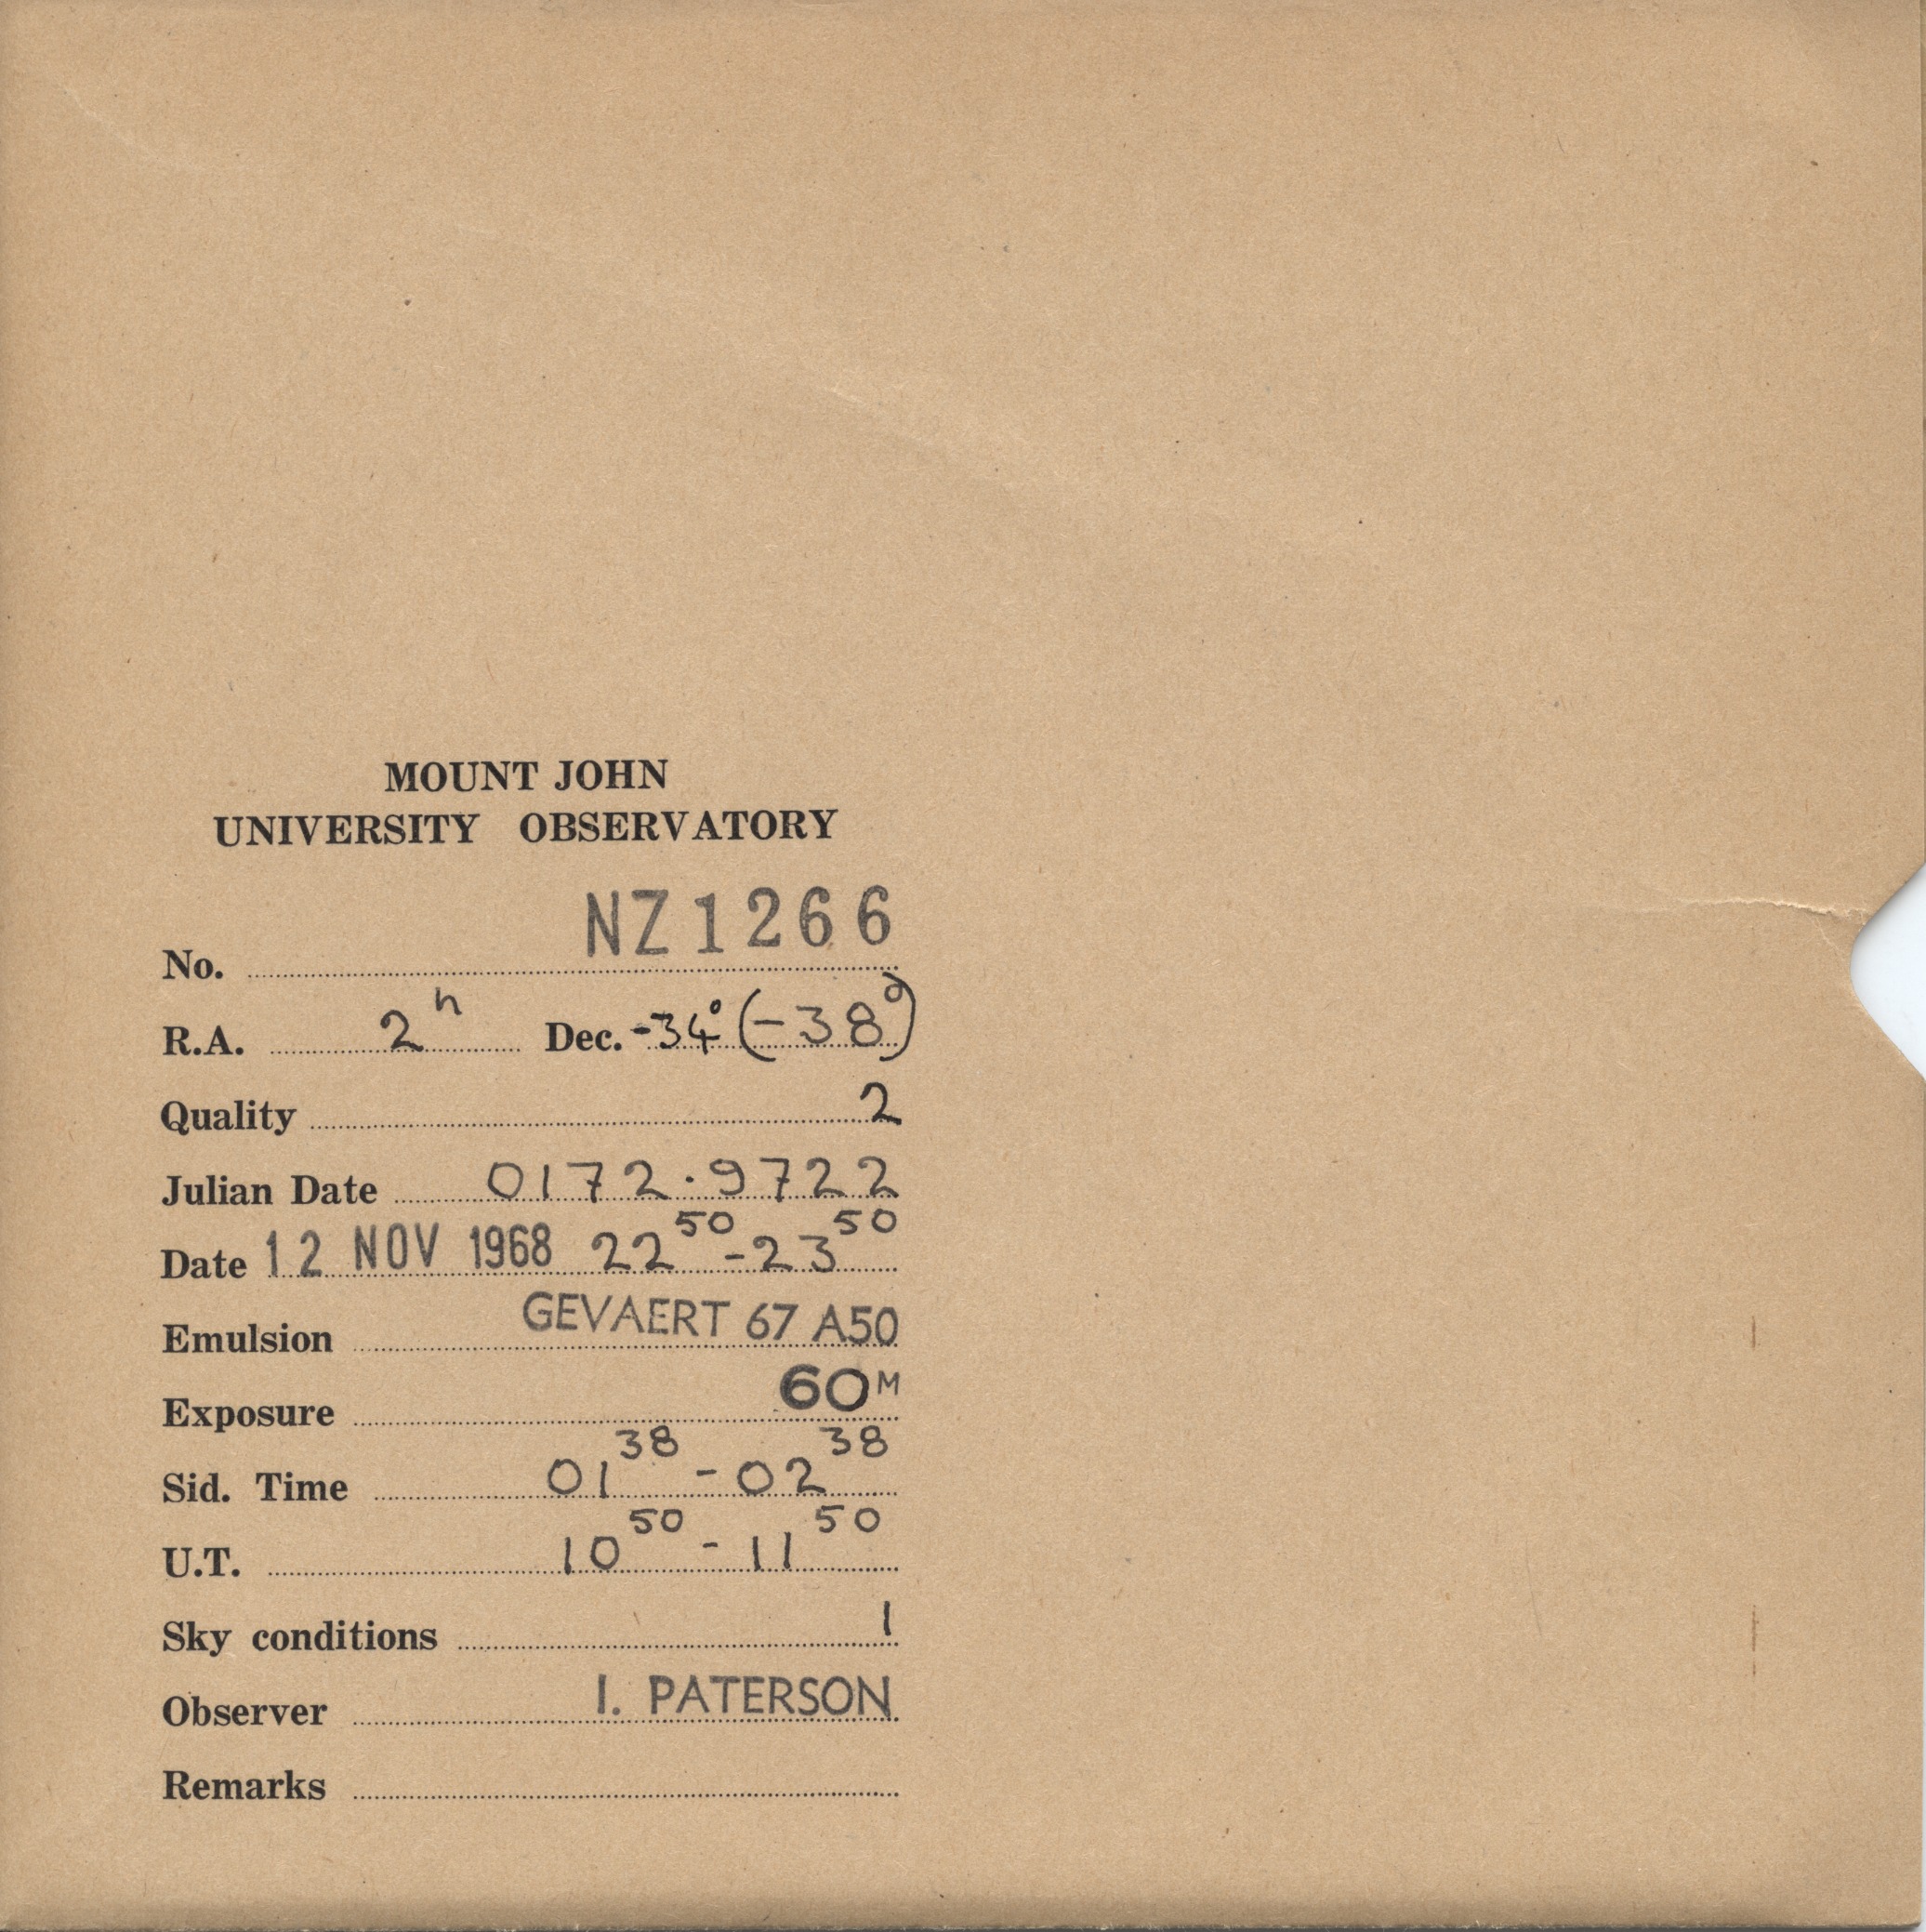 MOUNT JOHN
UNIVERSITY OBSERVATORY
No. NZ1266
R.A. 2h Dec. -34° (-38°)
Quality 2
Julian Date 0172.9722
Date 12 NOV 1968 22 50 - 23 50
Emulsion GEVAERT 67 A50
Exposure 60M
Sid. Time 01 38 - 02 38
U.T. 10 50 - 11 50
Sky conditions 1
Observer I. PATERSON
Remarks